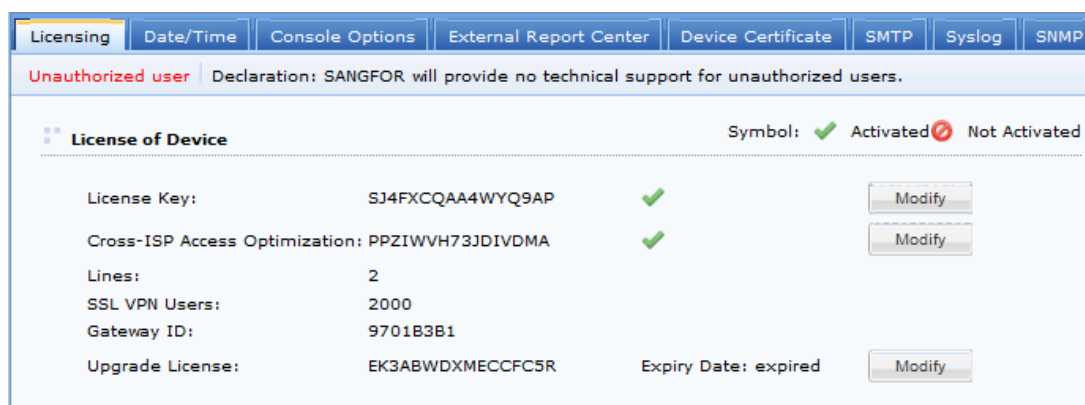 Licensing Date/Time Console Options External Report Center Device Certificate SMTP Syslog SNMP
Unauthorized user Declaration: SANGFOR will provide no technical support for unauthorized users.
License of Device Symbol: Activated Not Activated
License Key: SJ4FXCQAA4WYQ9AP Modify
Cross-ISP Access Optimization: PPZIWVH73JDIVDMA Modify
Lines: 2
SSL VPN Users: 2000
Gateway ID: 9701B3B1
Upgrade License: EK3ABWDXMECCFC5R Expiry Date: expired Modify